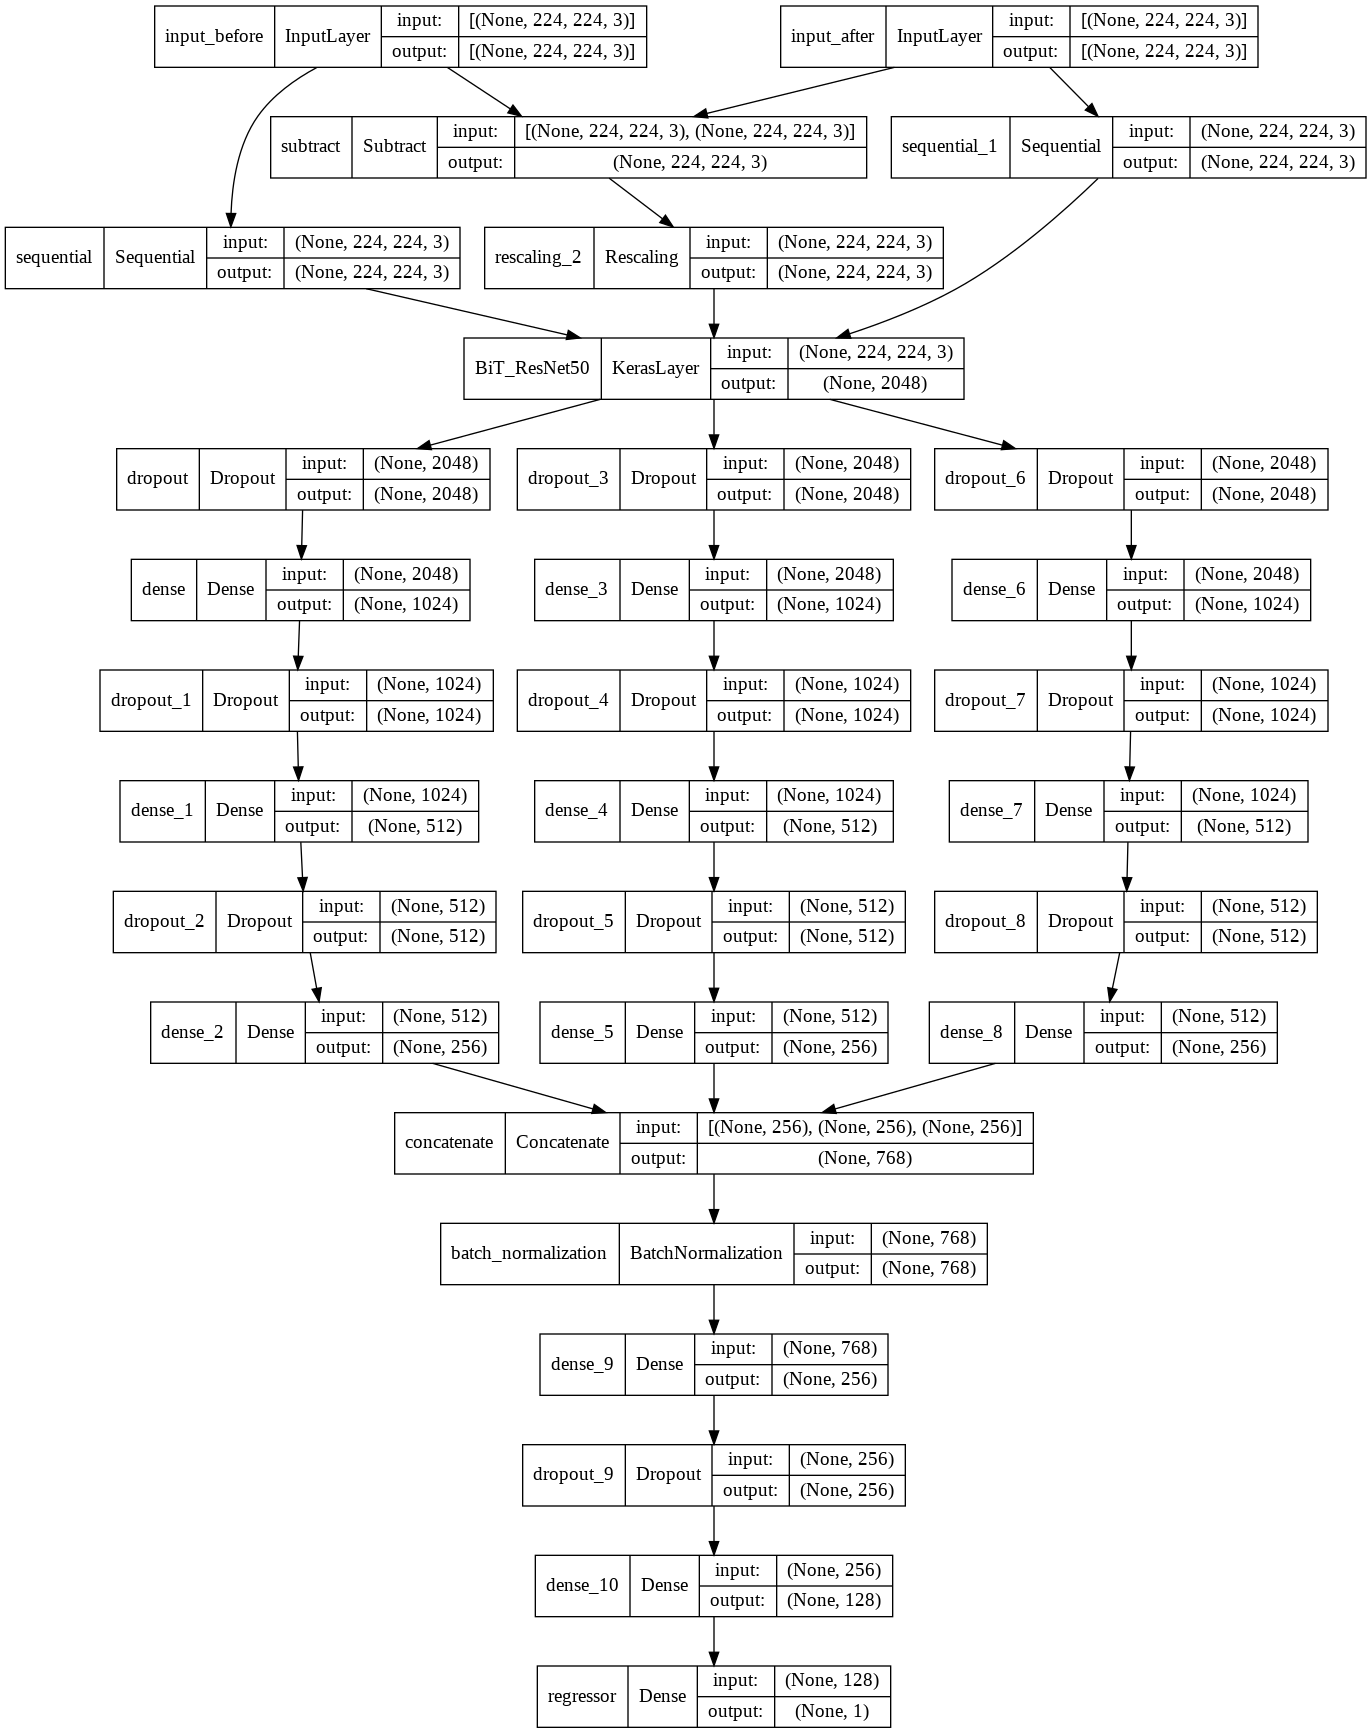 input_before InputLayer input: [(None, 224, 224, 3)]
output: [(None, 224, 224, 3)]
input_after InputLayer input: [(None, 224, 224, 3)]
output: [(None, 224, 224, 3)]
subtract Subtract input: [(None, 224, 224, 3), (None, 224, 224, 3)]
output: (None, 224, 224, 3)
sequential_1 Sequential input: (None, 224, 224, 3)
output: (None, 224, 224, 3)
sequential Sequential input: (None, 224, 224, 3)
output: (None, 224, 224, 3)
rescaling_2 Rescaling input: (None, 224, 224, 3)
output: (None, 224, 224, 3)
BiT_ResNet50 KerasLayer input: (None, 224, 224, 3)
output: (None, 2048)
dropout Dropout input: (None, 2048)
output: (None, 2048)
dropout_3 Dropout input: (None, 2048)
output: (None, 2048)
dropout_6 Dropout input: (None, 2048)
output: (None, 2048)
dense Dense input: (None, 2048)
output: (None, 1024)
dense_3 Dense input: (None, 2048)
output: (None, 1024)
dense_6 Dense input: (None, 2048)
output: (None, 1024)
dropout_1 Dropout input: (None, 1024)
output: (None, 1024)
dropout_4 Dropout input: (None, 1024)
output: (None, 1024)
dropout_7 Dropout input: (None, 1024)
output: (None, 1024)
dense_1 Dense input: (None, 1024)
output: (None, 512)
dense_4 Dense input: (None, 1024)
output: (None, 512)
dense_7 Dense input: (None, 1024)
output: (None, 512)
dropout_2 Dropout input: (None, 512)
output: (None, 512)
dropout_5 Dropout input: (None, 512)
output: (None, 512)
dropout_8 Dropout input: (None, 512)
output: (None, 512)
dense_2 Dense input: (None, 512)
output: (None, 256)
dense_5 Dense input: (None, 512)
output: (None, 256)
dense_8 Dense input: (None, 512)
output: (None, 256)
concatenate Concatenate input: [(None, 256), (None, 256), (None, 256)]
output: (None, 768)
batch_normalization BatchNormalization input: (None, 768)
output: (None, 768)
dense_9 Dense input: (None, 768)
output: (None, 256)
dropout_9 Dropout input: (None, 256)
output: (None, 256)
dense_10 Dense input: (None, 256)
output: (None, 128)
regressor Dense input: (None, 128)
output: (None, 1)